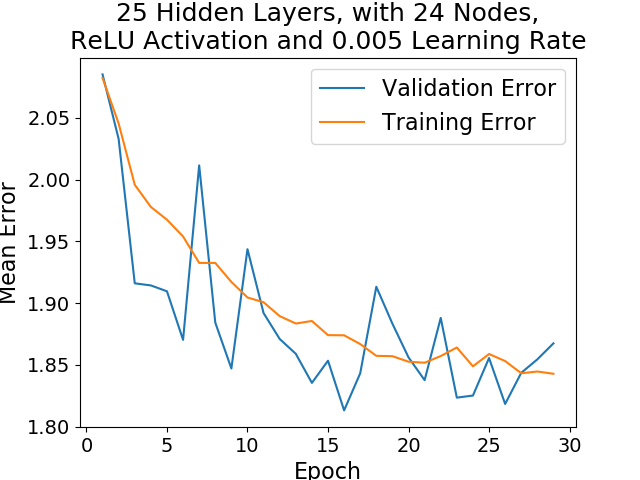 25 Hidden Layers, with 24 Nodes,
ReLU Activation and 0.005 Learning Rate
Validation Error
Training Error
Mean Error
2.05
2.00
1.95
1.90
1.85
1.80
0 5 10 15 20 25 30
Epoch